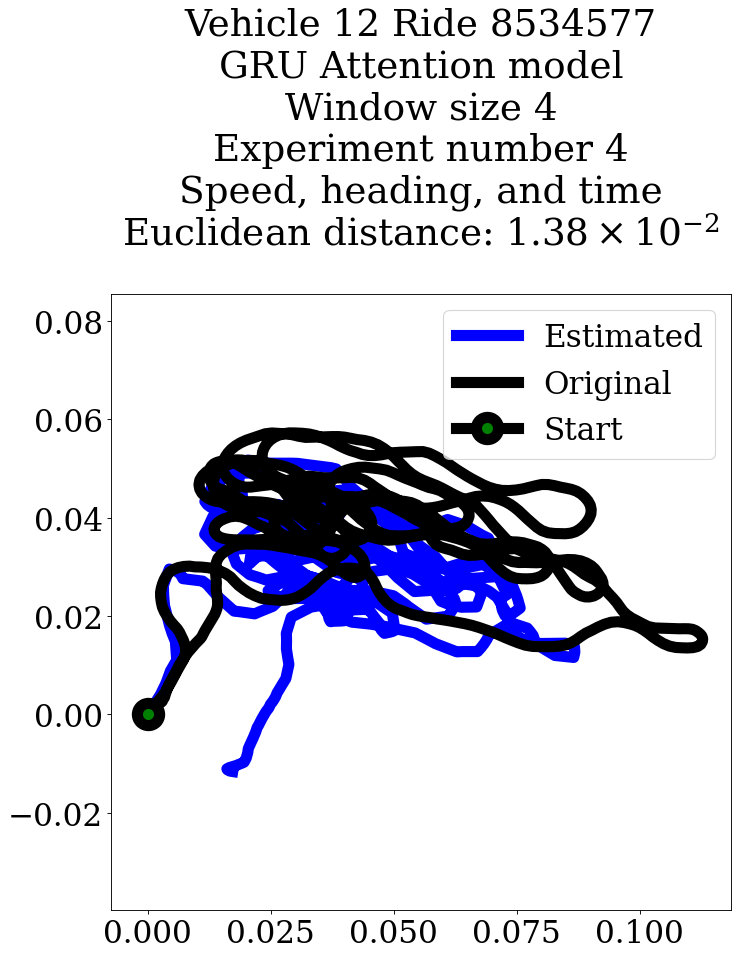 Vehicle 12 Ride 8534577
GRU Attention model
Window size 4
Experiment number 4
Speed, heading, and time
Euclidean distance: 1.38 × 10⁻²
Estimated
Original
Start
0.08
0.06
0.04
0.02
0.00
−0.02
0.000 0.025 0.050 0.075 0.100